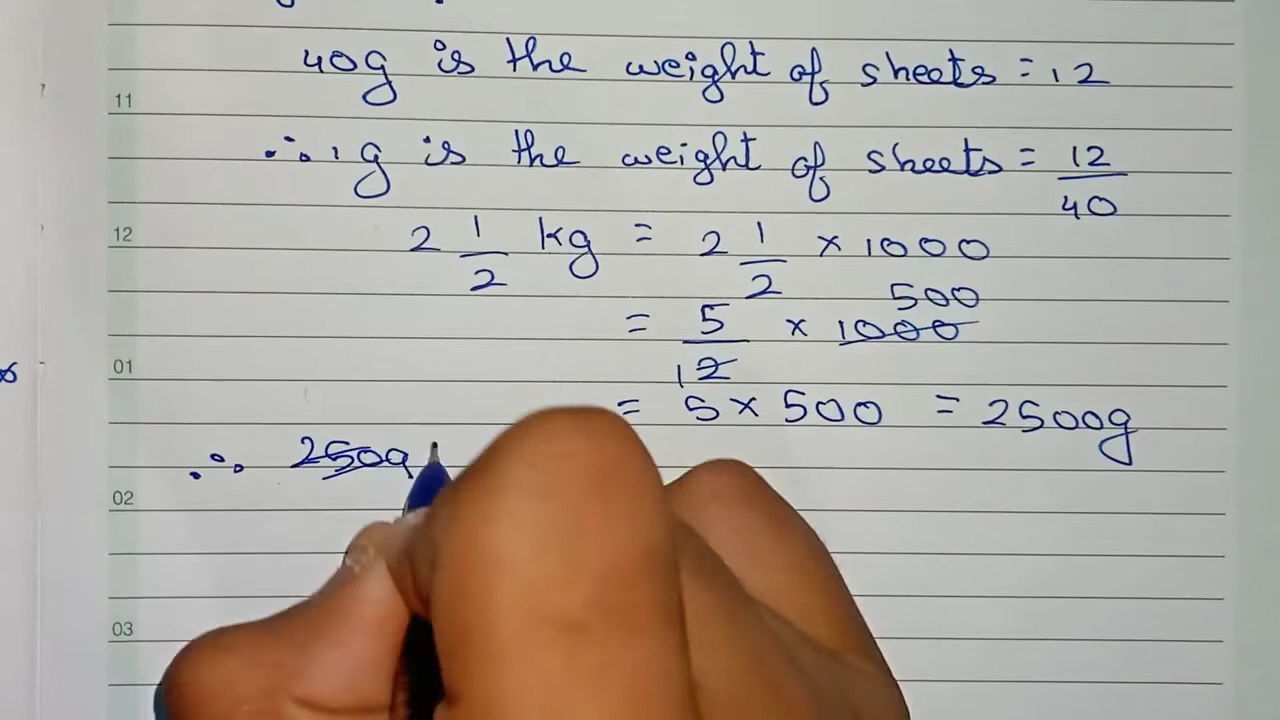 40g is the weight of sheets = 12
11
∴ 1g is the weight of sheets = 12/40
12
2 1/2 kg = 2 1/2 × 1000
500
= 5/2 × 1000
01
1
= 5 × 500 = 2500g
∴ 250g
02
03